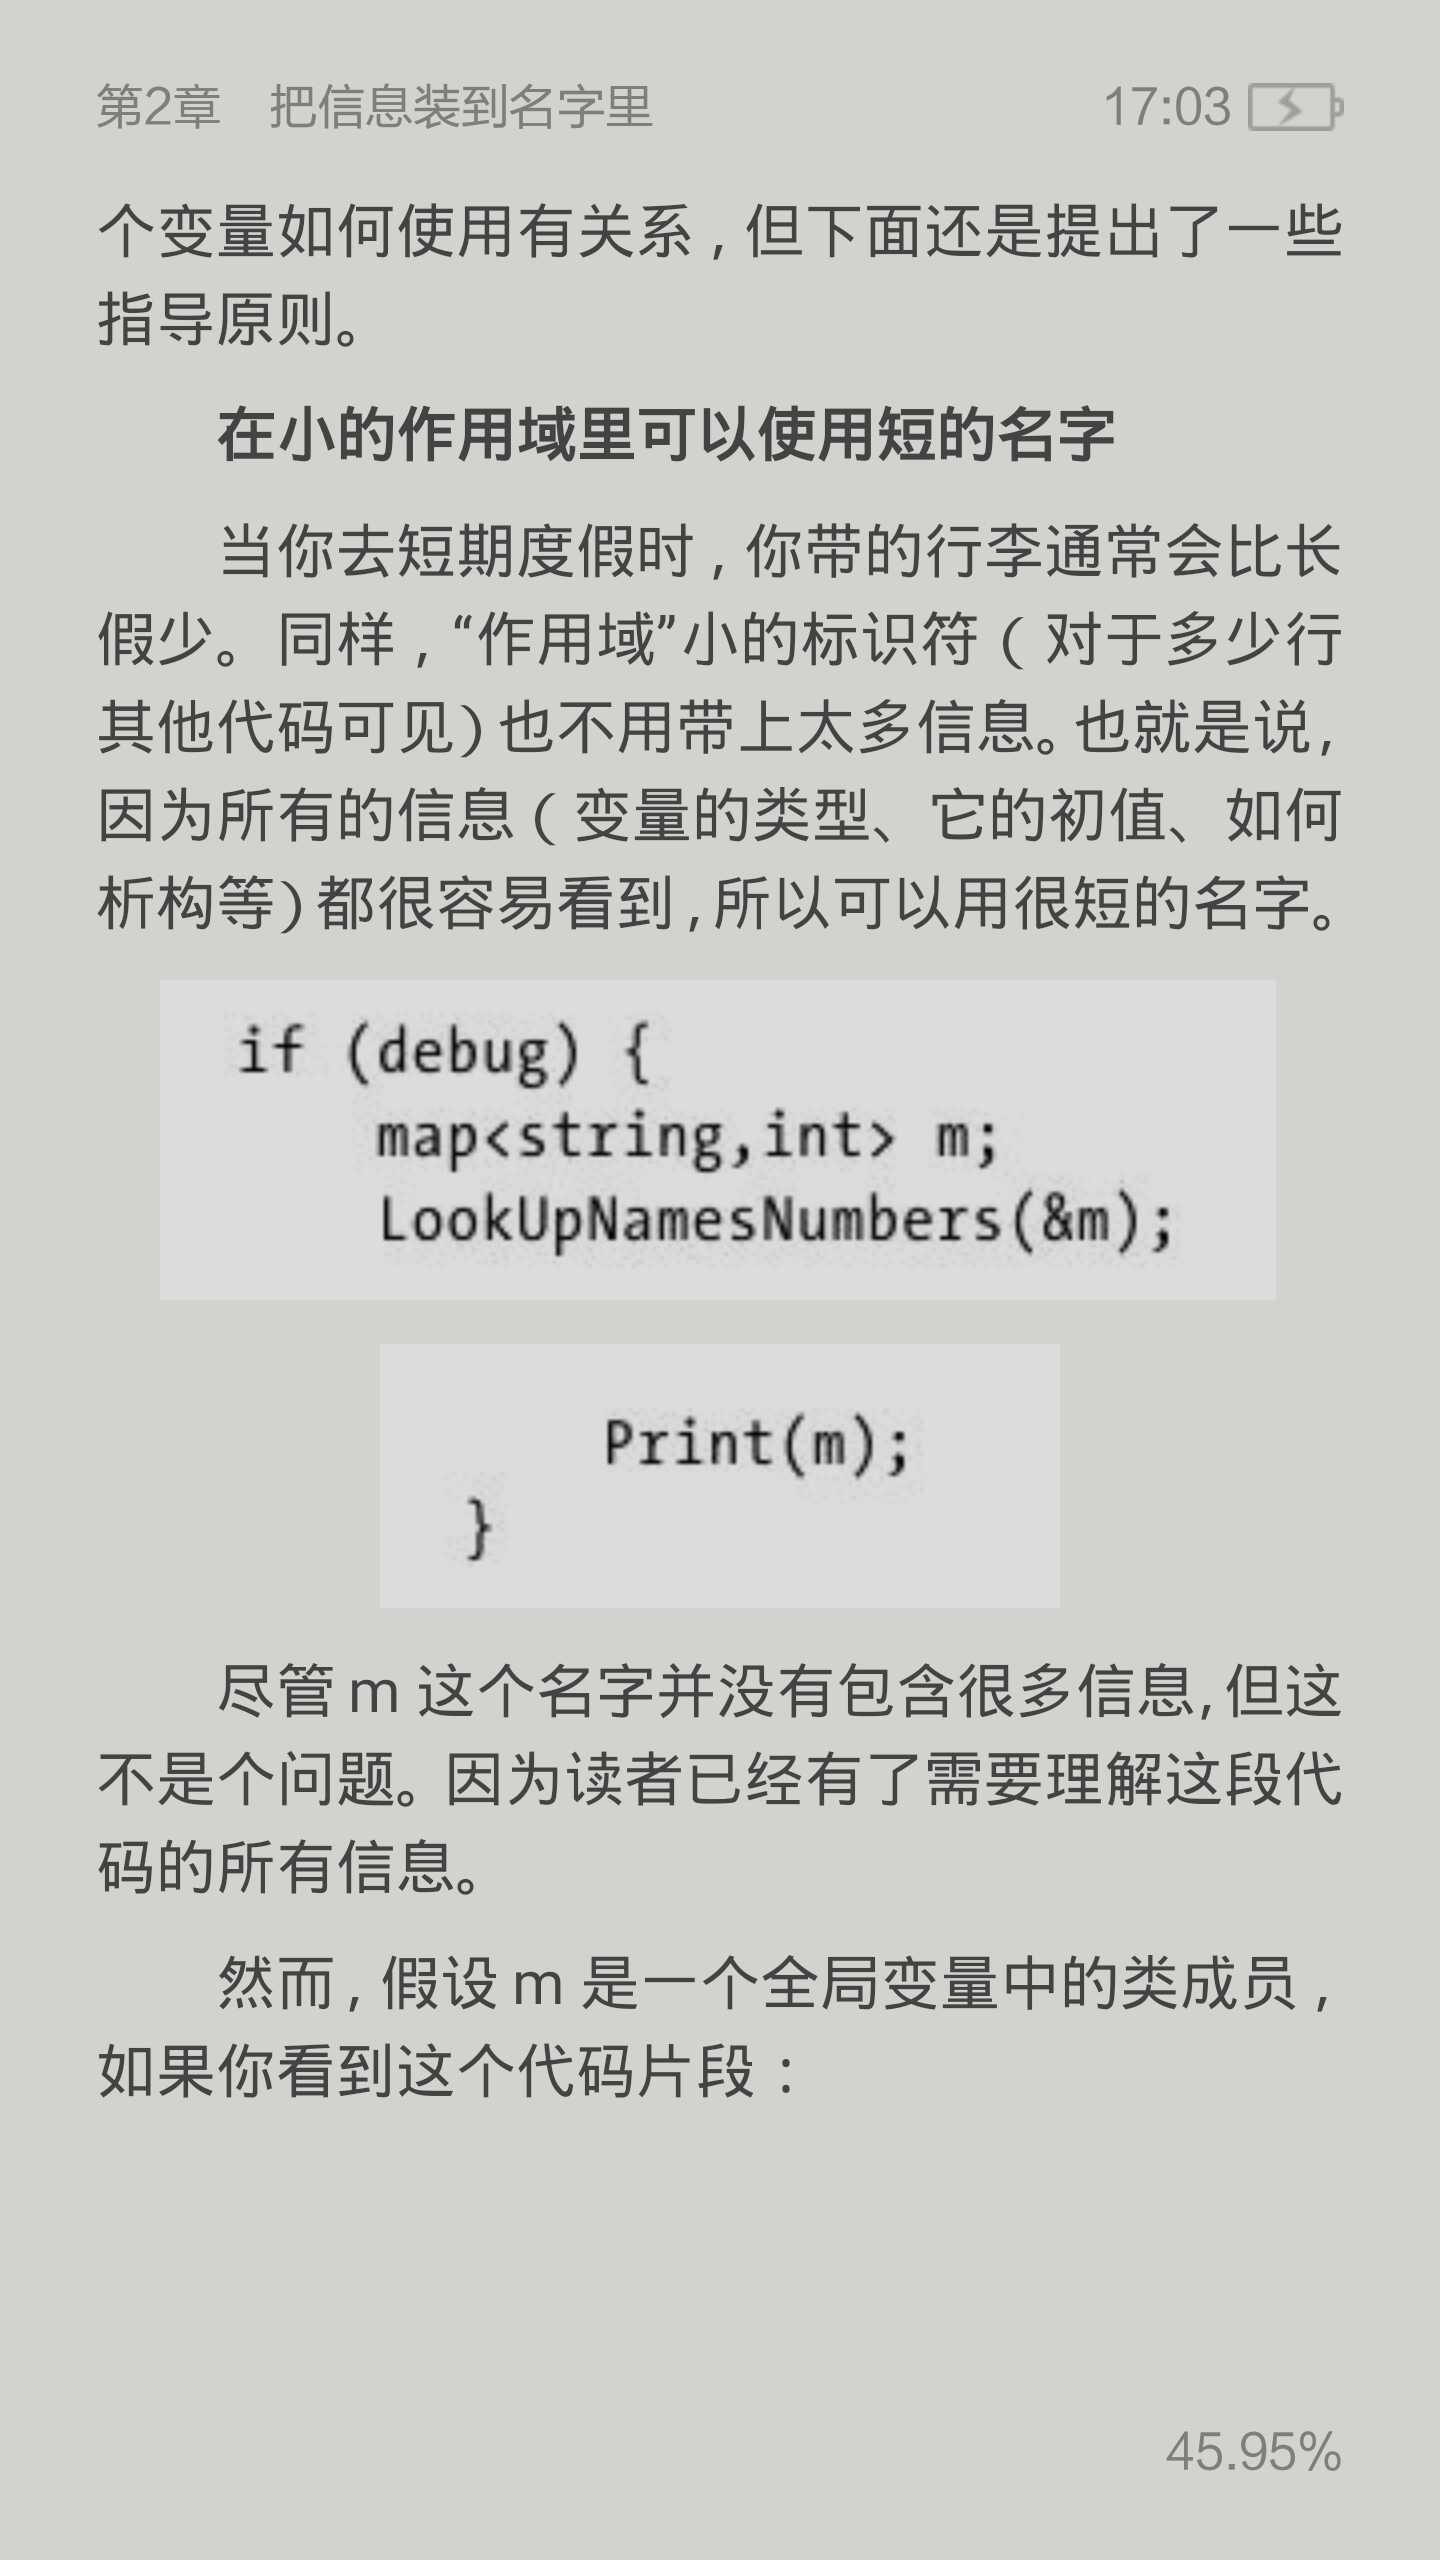 第2章　把信息装到名字里
17:03
个变量如何使用有关系，但下面还是提出了一些
指导原则。
在小的作用域里可以使用短的名字
当你去短期度假时，你带的行李通常会比长
假少。同样，“作用域”小的标识符（对于多少行
其他代码可见）也不用带上太多信息。也就是说，
因为所有的信息（变量的类型、它的初值、如何
析构等）都很容易看到，所以可以用很短的名字。
if (debug) {
map<string,int> m;
LookUpNamesNumbers(&m);
Print(m);
}
尽管 m 这个名字并没有包含很多信息，但这
不是个问题。因为读者已经有了需要理解这段代
码的所有信息。
然而，假设 m 是一个全局变量中的类成员，
如果你看到这个代码片段：
45.95%